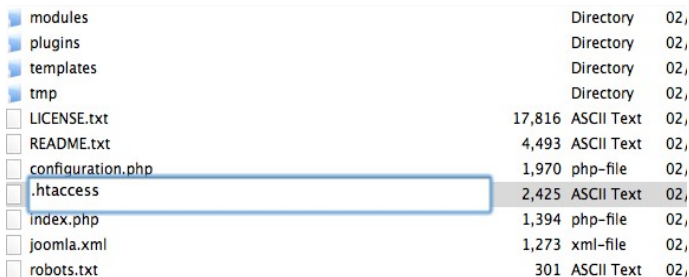 modules Directory 02/
plugins Directory 02/
templates Directory 02/
tmp Directory 02/
LICENSE.txt 17,816 ASCII Text 02/
README.txt 4,493 ASCII Text 02/
configuration.php 1,970 php-file 02/
.htaccess 2,425 ASCII Text 02/
index.php 1,394 php-file 02/
joomla.xml 1,273 xml-file 02/
robots.txt 301 ASCII Text 02/